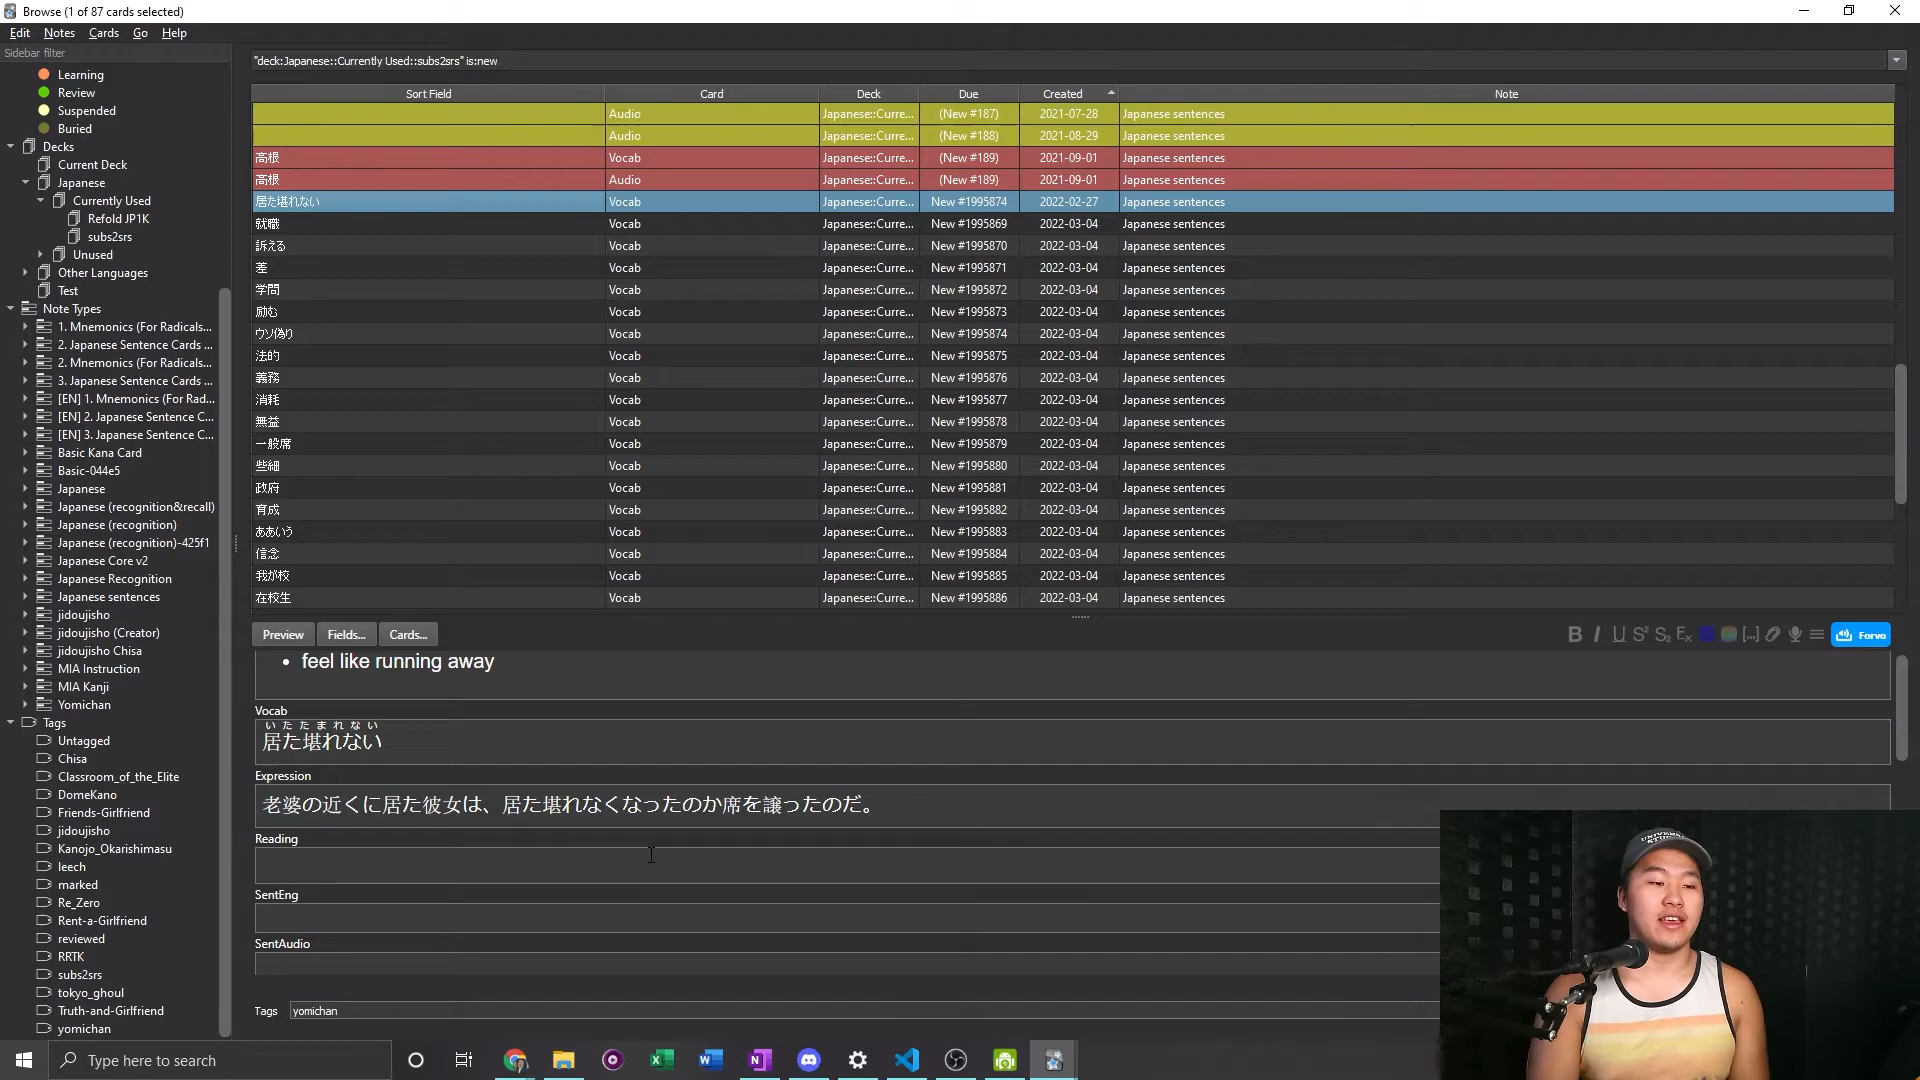 Browse (1 of 87 cards selected)
Edit Notes Cards Go Help
Sidebar filter
Learning
Review
Suspended
Buried
Decks
Current Deck
Japanese
Currently Used
Refold JP1K
subs2srs
Unused
Other Languages
Test
Note Types
1. Mnemonics (For Radicals...
2. Japanese Sentence Cards ...
2. Mnemonics (For Radicals...
3. Japanese Sentence Cards ...
[EN] 1. Mnemonics (For Rad...
[EN] 2. Japanese Sentence C...
[EN] 3. Japanese Sentence C...
Basic Kana Card
Basic-044e5
Japanese
Japanese (recognition&recall)
Japanese (recognition)
Japanese (recognition)-425f1
Japanese Core v2
Japanese Recognition
Japanese sentences
jidoujisho
jidoujisho (Creator)
jidoujisho Chisa
MIA Instruction
MIA Kanji
Yomichan
Tags
Untagged
Chisa
Classroom_of_the_Elite
DomeKano
Friends-Girlfriend
jidoujisho
Kanojo_Okarishimasu
leech
marked
Re_Zero
Rent-a-Girlfriend
reviewed
RRTK
subs2srs
tokyo_ghoul
Truth-and-Girlfriend
yomichan
"deck:Japanese::Currently Used::subs2srs" is:new
Sort Field Card Deck Due Created Note
Audio Japanese::Curre... (New #187) 2021-07-28 Japanese sentences
Audio Japanese::Curre... (New #188) 2021-08-29 Japanese sentences
高根 Vocab Japanese::Curre... (New #189) 2021-09-01 Japanese sentences
高根 Audio Japanese::Curre... (New #189) 2021-09-01 Japanese sentences
居た堪れない Vocab Japanese::Curre... New #1995874 2022-02-27 Japanese sentences
就職 Vocab Japanese::Curre... New #1995869 2022-03-04 Japanese sentences
訴える Vocab Japanese::Curre... New #1995870 2022-03-04 Japanese sentences
差 Vocab Japanese::Curre... New #1995871 2022-03-04 Japanese sentences
学問 Vocab Japanese::Curre... New #1995872 2022-03-04 Japanese sentences
励む Vocab Japanese::Curre... New #1995873 2022-03-04 Japanese sentences
ウソ偽り Vocab Japanese::Curre... New #1995874 2022-03-04 Japanese sentences
法的 Vocab Japanese::Curre... New #1995875 2022-03-04 Japanese sentences
義務 Vocab Japanese::Curre... New #1995876 2022-03-04 Japanese sentences
消耗 Vocab Japanese::Curre... New #1995877 2022-03-04 Japanese sentences
無益 Vocab Japanese::Curre... New #1995878 2022-03-04 Japanese sentences
一般席 Vocab Japanese::Curre... New #1995879 2022-03-04 Japanese sentences
些細 Vocab Japanese::Curre... New #1995880 2022-03-04 Japanese sentences
政府 Vocab Japanese::Curre... New #1995881 2022-03-04 Japanese sentences
育成 Vocab Japanese::Curre... New #1995882 2022-03-04 Japanese sentences
ああいう Vocab Japanese::Curre... New #1995883 2022-03-04 Japanese sentences
信念 Vocab Japanese::Curre... New #1995884 2022-03-04 Japanese sentences
我が校 Vocab Japanese::Curre... New #1995885 2022-03-04 Japanese sentences
在校生 Vocab Japanese::Curre... New #1995886 2022-03-04 Japanese sentences
Preview Fields... Cards... Forvo
• feel like running away
Vocab
いたたまれない
居た堪れない
Expression
老婆の近くに居た彼女は、居た堪れなくなったのか席を譲ったのだ。
Reading
SentEng
SentAudio
Tags yomichan
Type here to search